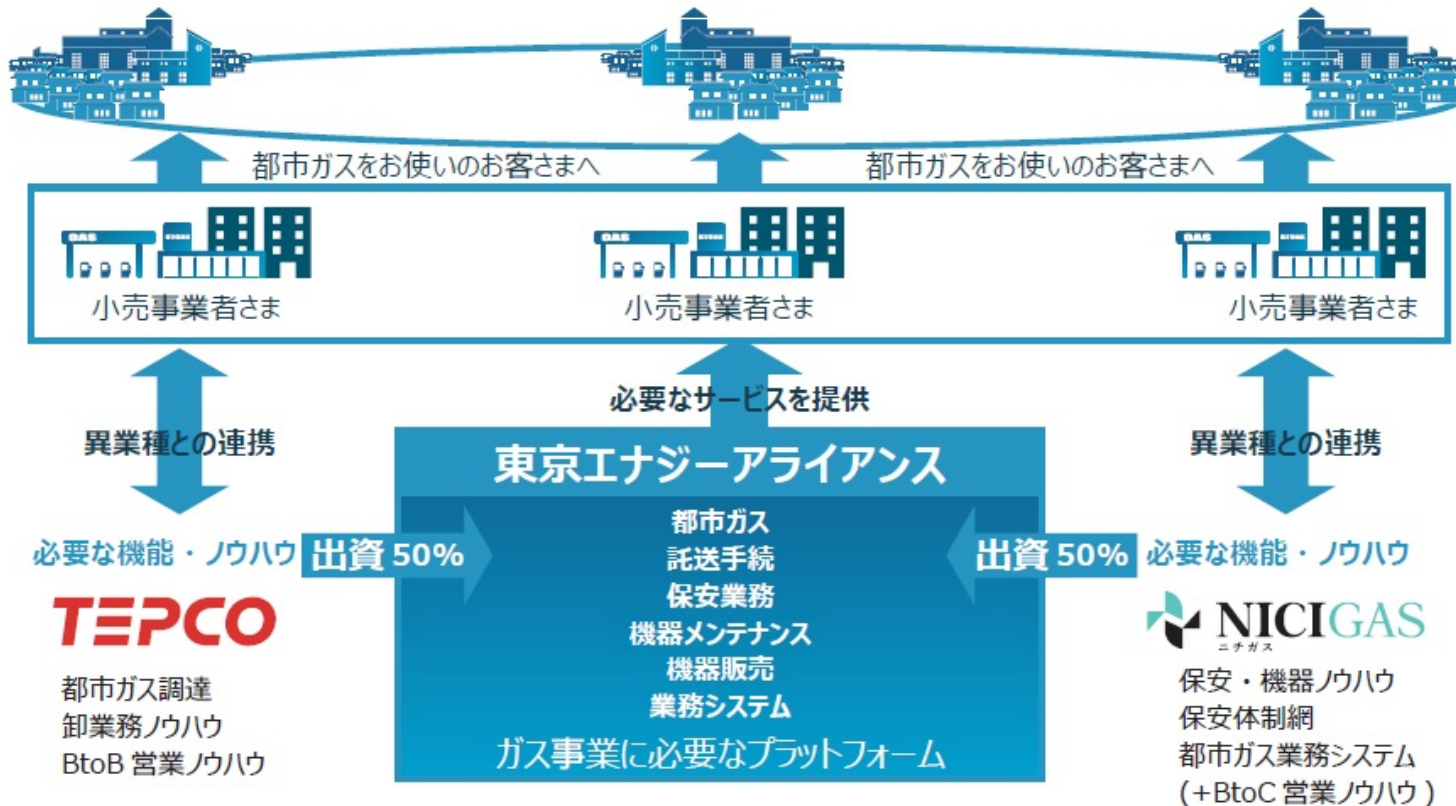 都市ガスをお使いのお客さまへ
都市ガスをお使いのお客さまへ
GAS
GAS
GAS
小売事業者さま
小売事業者さま
小売事業者さま
必要なサービスを提供
異業種との連携
異業種との連携
東京エナジーアライアンス
都市ガス
託送手続
保安業務
機器メンテナンス
機器販売
業務システム
ガス事業に必要なプラットフォーム
必要な機能・ノウハウ
出資 50%
出資 50%
必要な機能・ノウハウ
TEPCO
都市ガス調達
卸業務ノウハウ
BtoB 営業ノウハウ
NICIGAS
ニチガス
保安・機器ノウハウ
保安体制網
都市ガス業務システム
(+BtoC 営業ノウハウ )